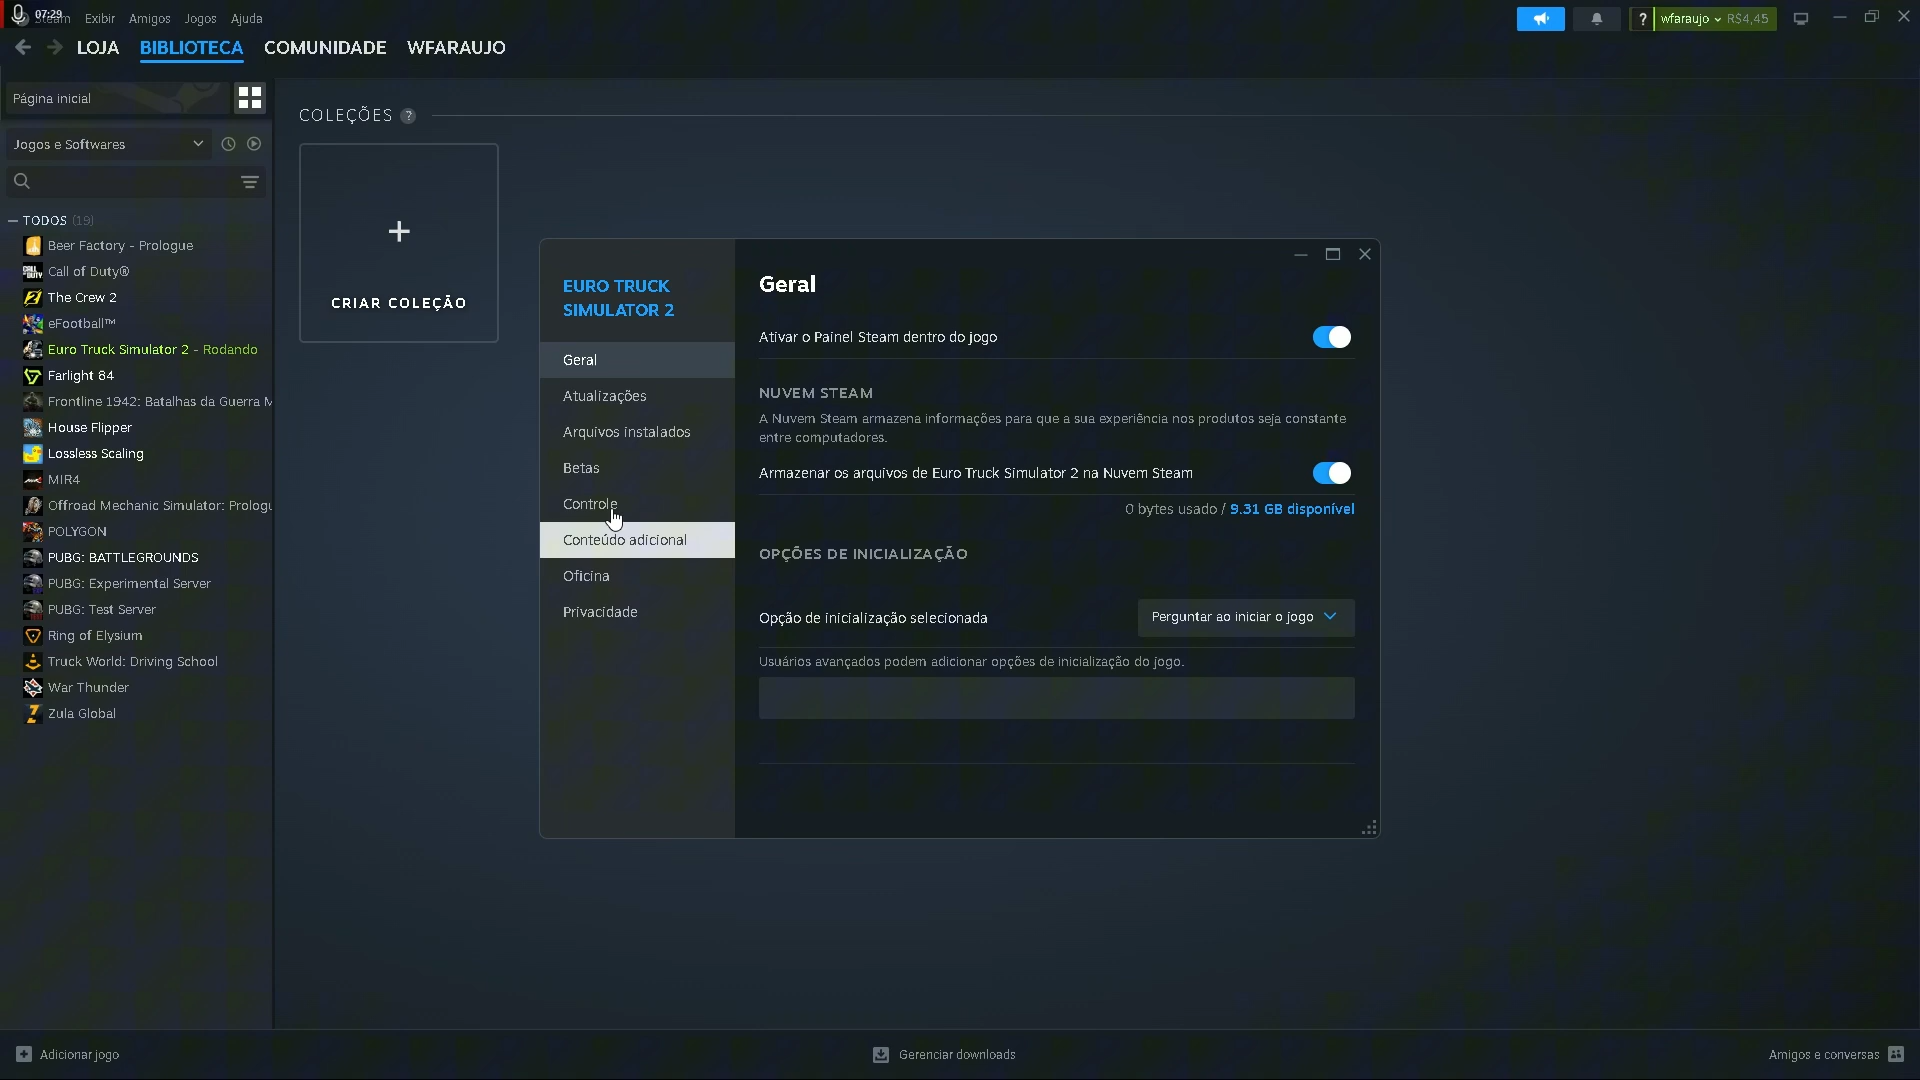 07:29
Steam Exibir Amigos Jogos Ajuda
? wfaraujo R$4,45
LOJA BIBLIOTECA COMUNIDADE WFARAUJO
Página inicial
COLEÇÕES ?
Jogos e Softwares
CRIAR COLEÇÃO
TODOS (19)
Beer Factory - Prologue
Call of Duty®
The Crew 2
eFootball™
Euro Truck Simulator 2 - Rodando
Farlight 84
Frontline 1942: Batalhas da Guerra M
House Flipper
Lossless Scaling
MIR4
Offroad Mechanic Simulator: Prologu
POLYGON
PUBG: BATTLEGROUNDS
PUBG: Experimental Server
PUBG: Test Server
Ring of Elysium
Truck World: Driving School
War Thunder
Zula Global
EURO TRUCK
SIMULATOR 2
Geral
Atualizações
Arquivos instalados
Betas
Controle
Conteúdo adicional
Oficina
Privacidade
Geral
Ativar o Painel Steam dentro do jogo
NUVEM STEAM
A Nuvem Steam armazena informações para que a sua experiência nos produtos seja constante
entre computadores.
Armazenar os arquivos de Euro Truck Simulator 2 na Nuvem Steam
0 bytes usado / 9.31 GB disponível
OPÇÕES DE INICIALIZAÇÃO
Opção de inicialização selecionada
Perguntar ao iniciar o jogo
Usuários avançados podem adicionar opções de inicialização do jogo.
Adicionar jogo
Gerenciar downloads
Amigos e conversas